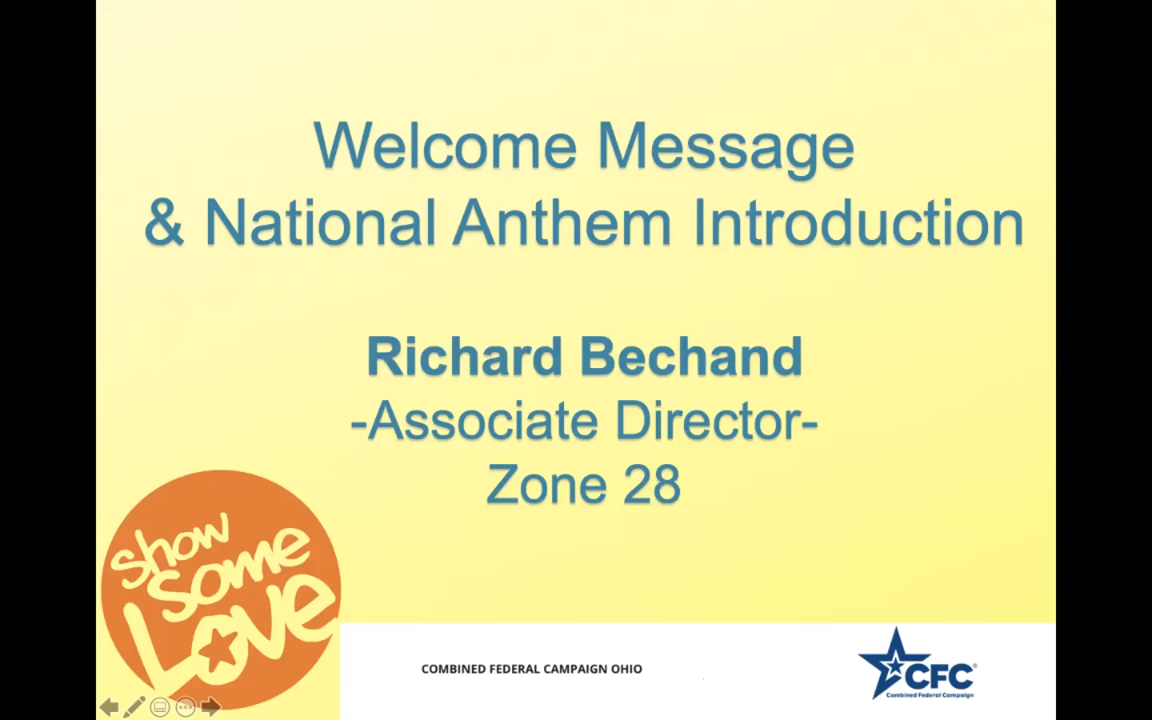 Welcome Message
& National Anthem Introduction
Richard Bechand
-Associate Director-
Zone 28
show
some
Love
COMBINED FEDERAL CAMPAIGN OHIO
CFC®
Combined Federal Campaign